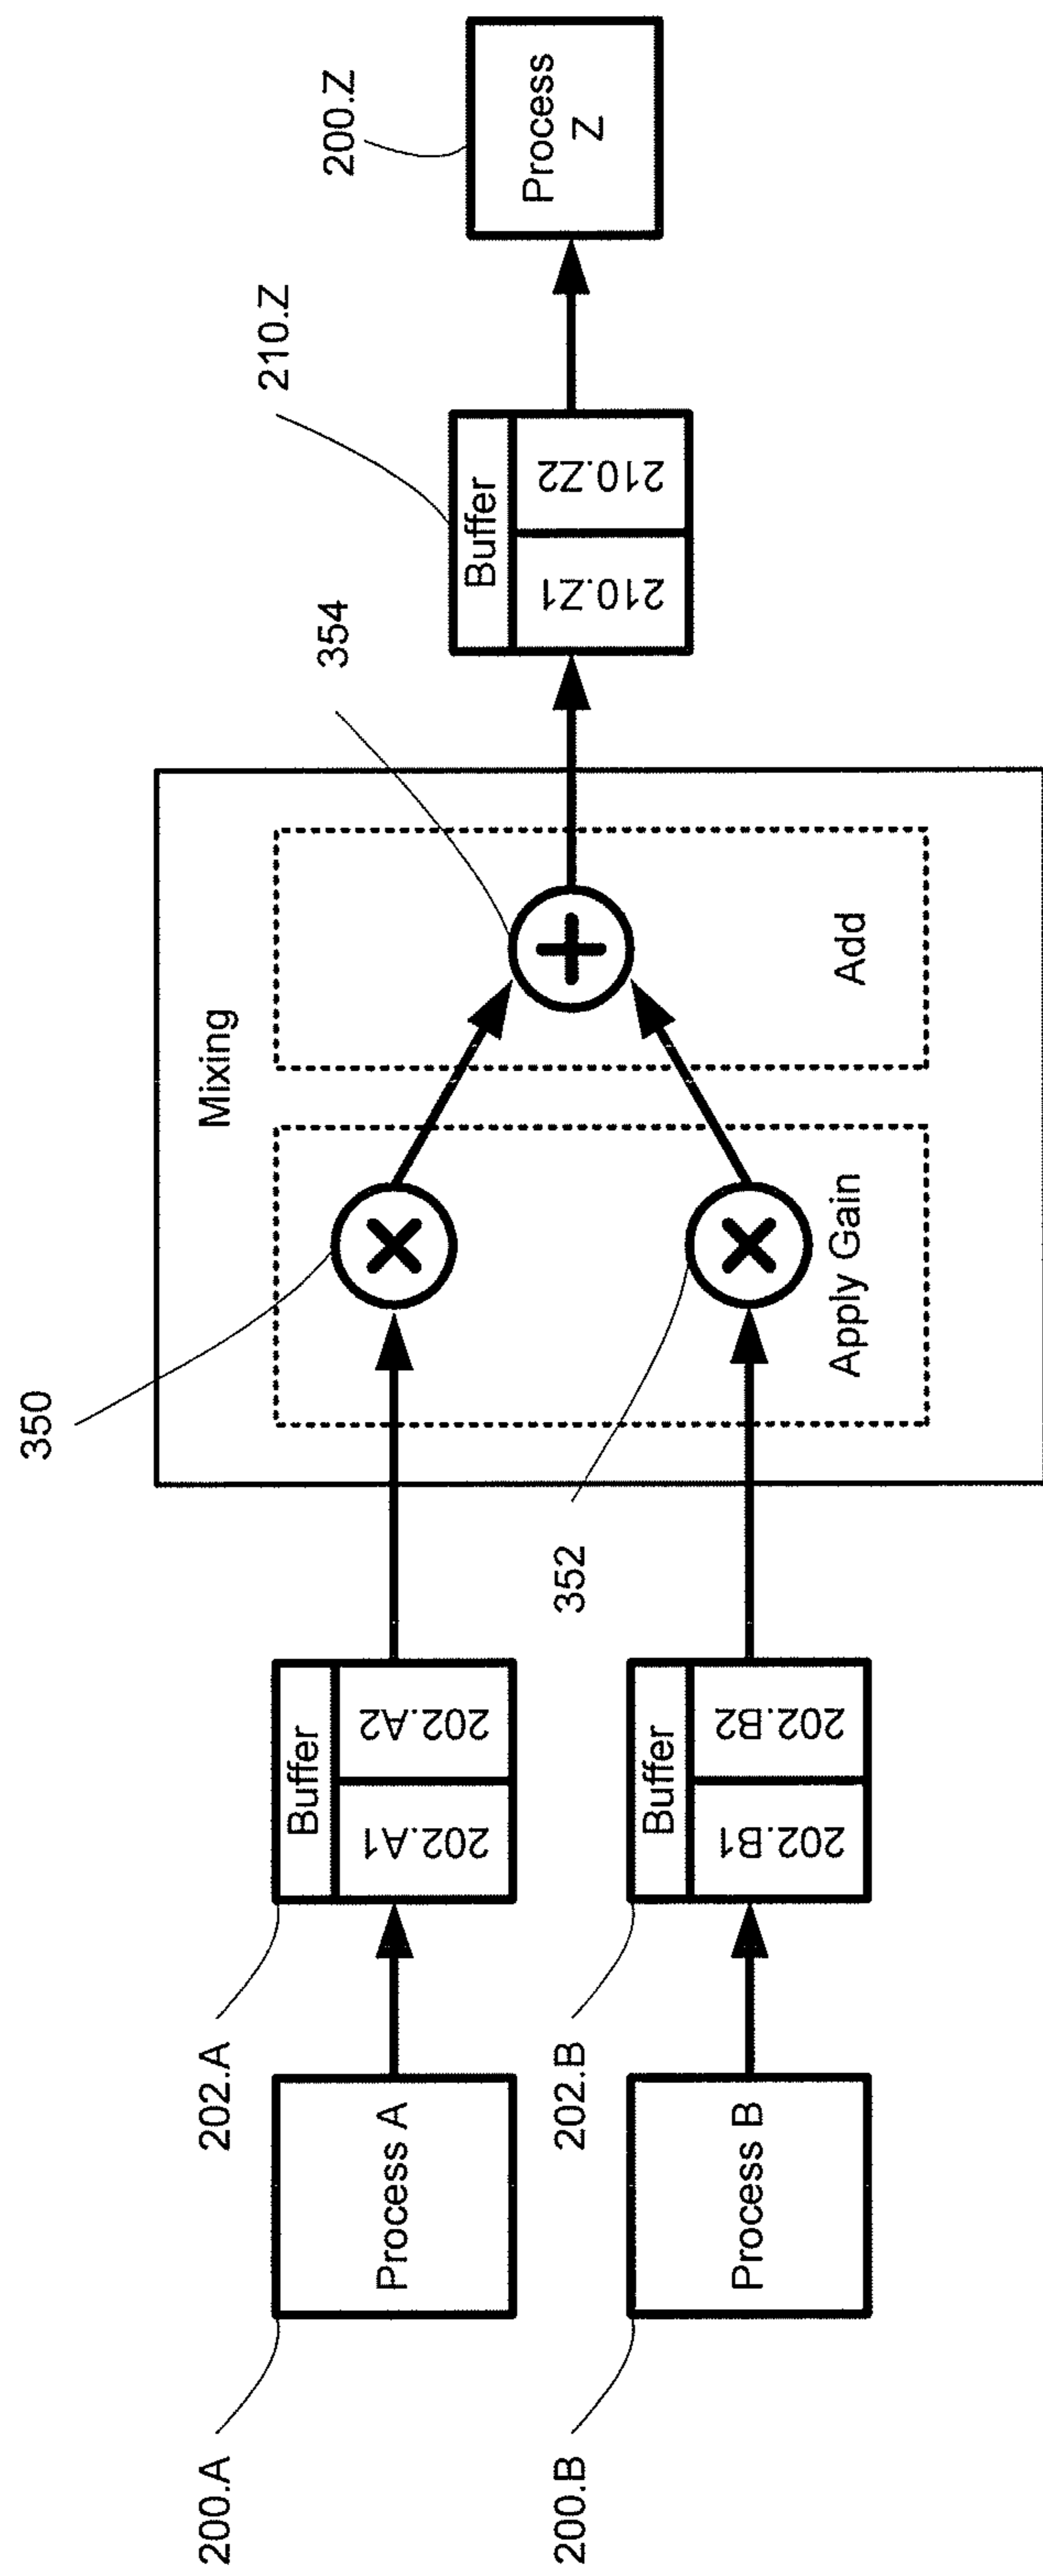 200.A
Process A
202.A
Buffer
202.A1
202.A2
200.B
Process B
202.B
Buffer
202.B1
202.B2
350
352
Mixing
Apply Gain
Add
354
210.Z
Buffer
210.Z1
210.Z2
200.Z
Process
Z